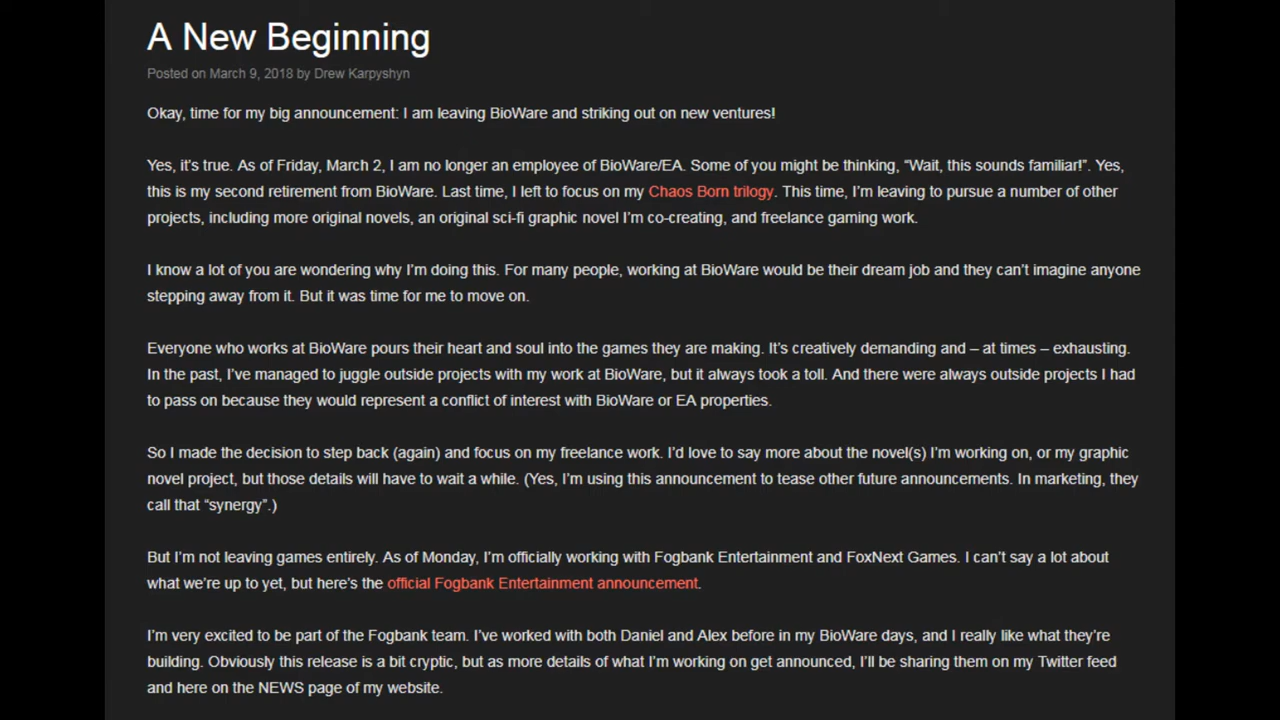 A New Beginning
Posted on March 9, 2018 by Drew Karpyshyn
Okay, time for my big announcement: I am leaving BioWare and striking out on new ventures!
Yes, it's true. As of Friday, March 2, I am no longer an employee of BioWare/EA. Some of you might be thinking, “Wait, this sounds familiar!”. Yes,
this is my second retirement from BioWare. Last time, I left to focus on my Chaos Born trilogy. This time, I’m leaving to pursue a number of other
projects, including more original novels, an original sci-fi graphic novel I’m co-creating, and freelance gaming work.
I know a lot of you are wondering why I’m doing this. For many people, working at BioWare would be their dream job and they can’t imagine anyone
stepping away from it. But it was time for me to move on.
Everyone who works at BioWare pours their heart and soul into the games they are making. It’s creatively demanding and – at times – exhausting.
In the past, I’ve managed to juggle outside projects with my work at BioWare, but it always took a toll. And there were always outside projects I had
to pass on because they would represent a conflict of interest with BioWare or EA properties.
So I made the decision to step back (again) and focus on my freelance work. I’d love to say more about the novel(s) I’m working on, or my graphic
novel project, but those details will have to wait a while. (Yes, I’m using this announcement to tease other future announcements. In marketing, they
call that “synergy”.)
But I’m not leaving games entirely. As of Monday, I’m officially working with Fogbank Entertainment and FoxNext Games. I can’t say a lot about
what we’re up to yet, but here’s the official Fogbank Entertainment announcement.
I’m very excited to be part of the Fogbank team. I’ve worked with both Daniel and Alex before in my BioWare days, and I really like what they’re
building. Obviously this release is a bit cryptic, but as more details of what I’m working on get announced, I’ll be sharing them on my Twitter feed
and here on the NEWS page of my website.